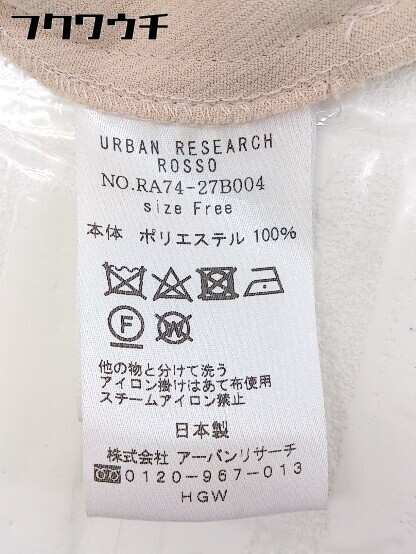 フクワウチ
URBAN RESEARCH
ROSSO
NO.RA74-27B004
size Free
本体 ポリエステル 100%
F W
他の物と分けて洗う
アイロン掛けはあて布使用
スチームアイロン禁止
日本製
株式会社 アーバンリサーチ
0120-967-013
HGW